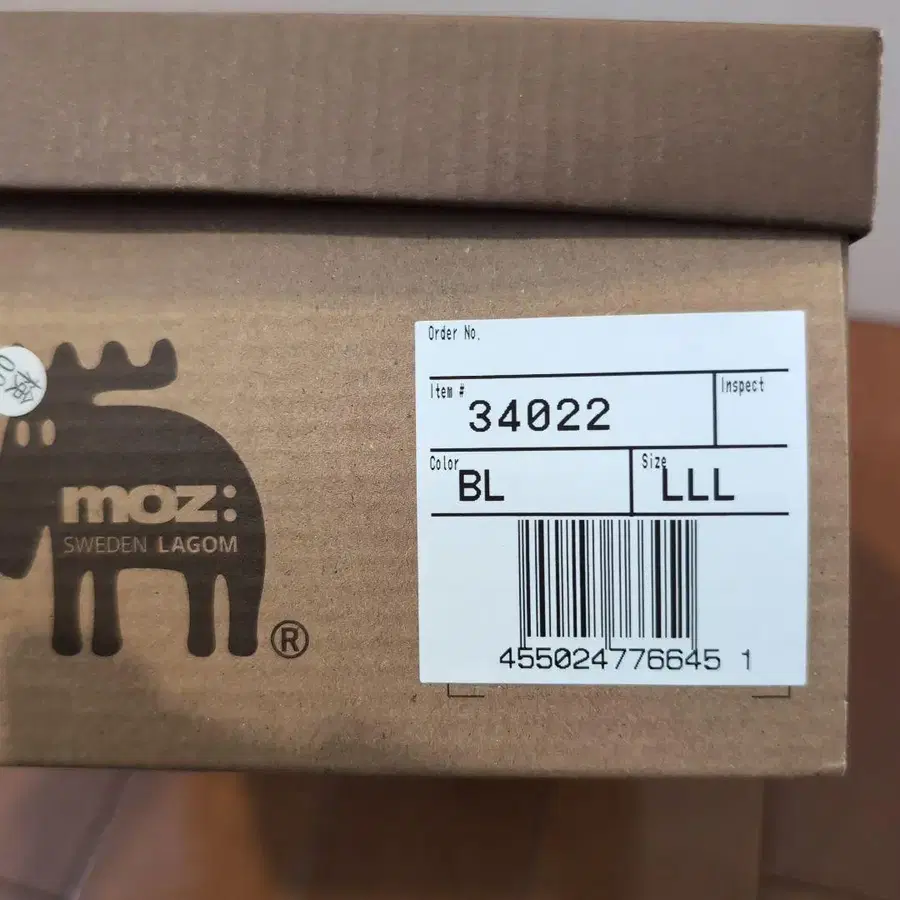 moz:
SWEDEN LAGOM
®
Order No.
Item #
34022
Inspect
Color
BL
Size
LLL
455024776645 1